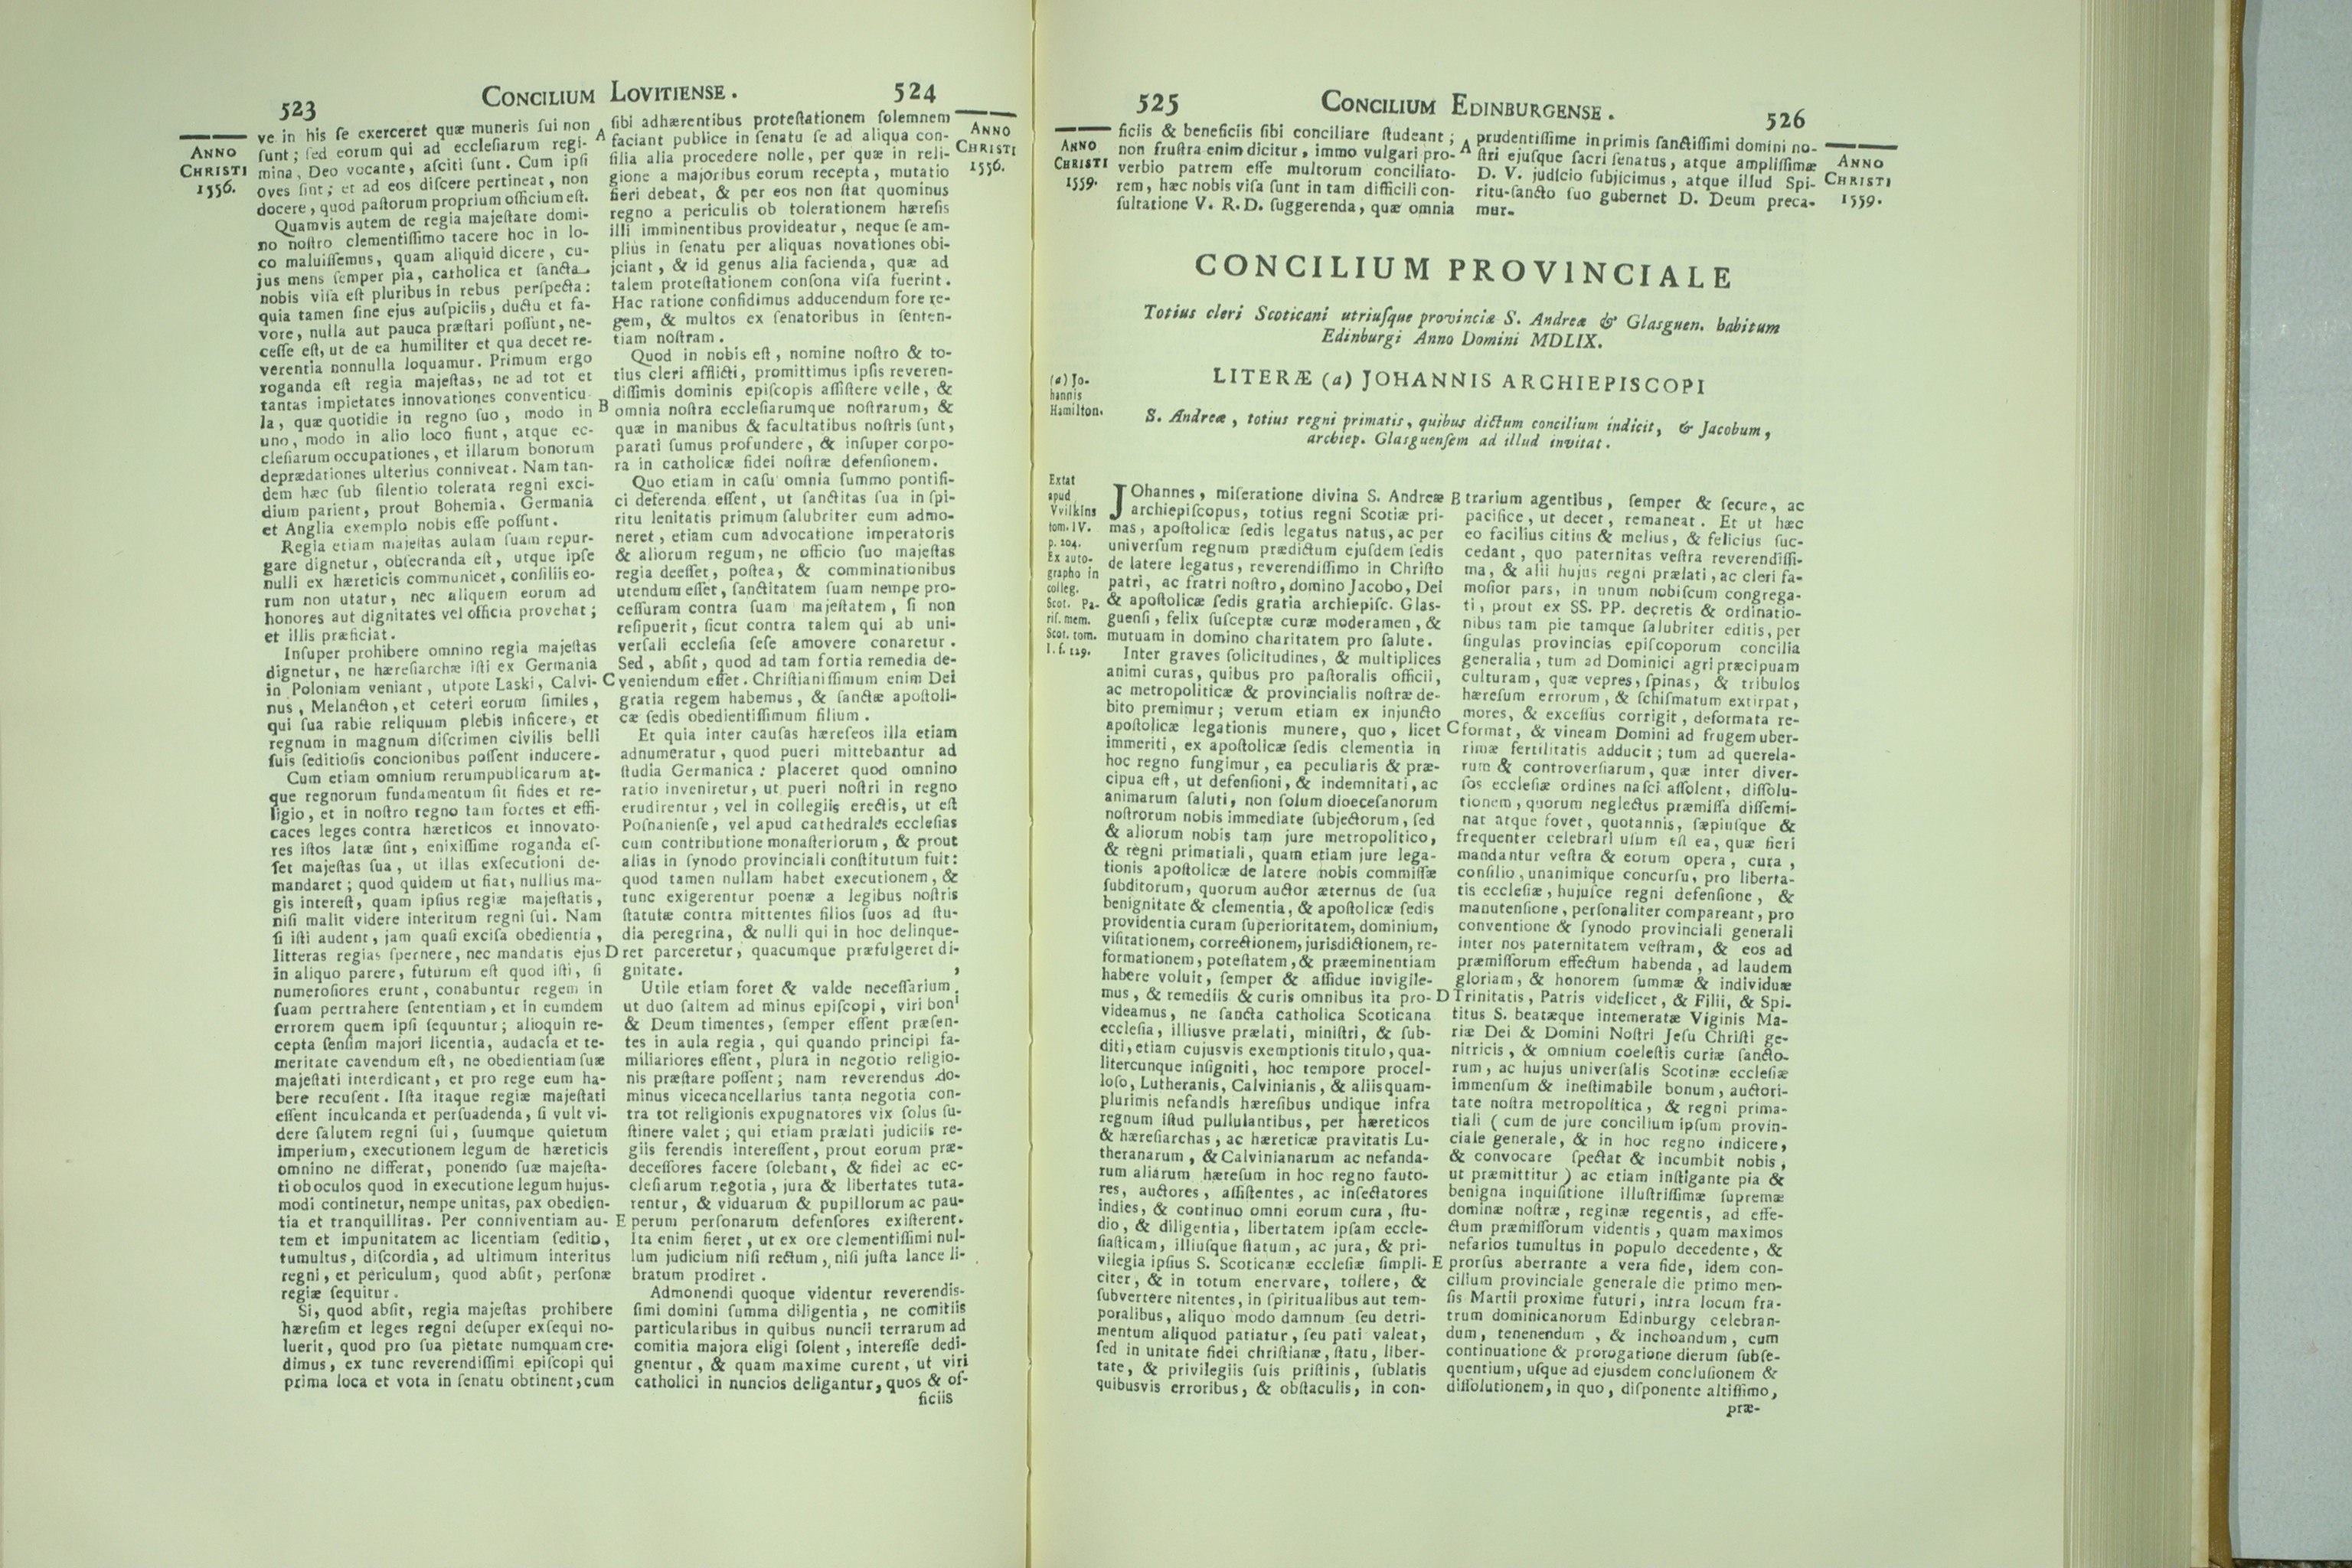 523
CONCILIUM LOVITIENSE.
524
ANNO
CHRISTI
1556.
ve in his ſe exerceret quæ muneris ſui non
ſunt; ſed eorum qui ad eccleſiarum regi-
mina, Deo vocante, aſciti ſunt. Cum ipſi
oves ſint; et ad eos diſcere pertineat, non
docere, quod paſtorum proprium officium eſt.
Quamvis autem de regia majeſtate domi-
no noſtro clementiſſimo tacere hoc in lo-
co maluiſſemus, quam aliquid dicere, cu-
jus mens ſemper pia, catholica et ſancta
nobis viſa eſt pluribus in rebus perſpecta:
quia tamen ſine ejus auſpiciis, ductu et fa-
vore, nulla aut pauca præſtari poſſunt, ne-
ceſſe eſt, ut de ea humiliter et qua decet re-
verentia nonnulla loquamur. Primum ergo
roganda eſt regia majeſtas, ne ad tot et
tantas impietates innovationes conventicu-
la, quæ quotidie in regno ſuo, modo in
uno, modo in alio loco fiunt, atque ec-
cleſiarum occupationes, et illarum bonorum
deprædationes ulterius conniveat. Nam tan-
dem hæc ſub ſilentio tolerata regni exci-
dium parient, prout Bohemia, Germania
et Anglia exemplo nobis eſſe poſſunt.
Regia etiam majeſtas aulam ſuam repur-
gare dignetur, obſecranda eſt, utque ipſe
nulli ex hæreticis communicet, conſiliis eo-
rum non utatur, nec aliquem eorum ad
honores aut dignitates vel officia provehat;
et illis præficiat.
Inſuper prohibere omnino regia majeſtas
dignetur, ne hæreſiarchæ iſti ex Germania
in Poloniam veniant, utpote Laski, Calvi-
nus, Melancton, et ceteri eorum ſimiles,
qui ſua rabie reliquum plebis inficere, et
regnum in magnum diſcrimen civilis belli
ſuis ſeditioſis concionibus poſſent inducere.
Cum etiam omnium rerumpublicarum at-
que regnorum fundamentum ſit fides et re-
ligio, et in noſtro regno tam fortes et effi-
caces leges contra hæreticos et innovato-
res iſtos latæ ſint, enixiſſime roganda eſ-
ſet majeſtas ſua, ut illas exſecutioni de-
mandaret; quod quidem ut fiat, nullius ma-
gis intereſt, quam ipſius regiæ majeſtatis,
niſi malit videre interitum regni ſui. Nam
ſi iſti audent, jam quaſi exciſa obedientia,
litteras regias ſpernere, nec mandatis ejus
in aliquo parere, futurum eſt quod iſti, ſi
numeroſiores erunt, conabuntur regem in
ſuam pertrahere ſententiam, et in eumdem
errorem quem ipſi ſequuntur; alioquin re-
cepta ſenſim majori licentia, audacia et te-
meritate cavendum eſt, ne obedientiam ſuæ
majeſtati interdicant, et pro rege eum ha-
bere recuſent. Iſta itaque regiæ majeſtati
eſſent inculcanda et perſuadenda, ſi vult vi-
dere ſalutem regni ſui, ſuumque quietum
imperium, executionem legum de hæreticis
omnino ne differat, ponendo ſuæ majeſta-
ti ob oculos quod in executione legum hujus-
modi continetur, nempe unitas, pax obedien-
tia et tranquillitas. Per conniventiam au-
tem et impunitatem ac licentiam ſeditio,
tumultus, diſcordia, ad ultimum interitus
regni, et periculum, quod abſit, perſonæ
regiæ ſequitur.
Si, quod abſit, regia majeſtas prohibere
hæreſim et leges regni deſuper exſequi no-
luerit, quod pro ſua pietate numquam cre-
dimus, ex tunc reverendiſſimi epiſcopi qui
prima loca et vota in ſenatu obtinent, cum
A
B
C
D
E
ſibi adhærentibus proteſtationem ſolemnem
faciant publice in ſenatu ſe ad aliqua con-
ſilia alia procedere nolle, per quæ in reli-
gione a majoribus eorum recepta, mutatio
fieri debeat, & per eos non ſtat quominus
regno a periculis ob tolerationem hæreſis
illi imminentibus provideatur, neque ſe am-
plius in ſenatu per aliquas novationes obi-
jciant, & id genus alia facienda, quæ ad
talem proteſtationem conſona viſa fuerint.
Hac ratione confidimus adducendum fore re-
gem, & multos ex ſenatoribus in ſenten-
tiam noſtram.
Quod in nobis eſt, nomine noſtro & to-
tius cleri afflicti, promittimus ipſis reveren-
diſſimis dominis epiſcopis aſſiſtere velle, &
omnia noſtra eccleſiarumque noſtrarum, &
quæ in manibus & facultatibus noſtris ſunt,
parati ſumus profundere, & inſuper corpo-
ra in catholicæ fidei noſtræ defenſionem.
Quo etiam in caſu omnia ſummo pontifi-
ci deferenda eſſent, ut ſanctitas ſua in ſpi-
ritu lenitatis primum ſalubriter eum admo-
neret, etiam cum advocatione imperatoris
& aliorum regum, ne officio ſuo majeſtas
regia deeſſet, poſtea, & comminationibus
utendum eſſet, ſanctitatem ſuam nempe pro-
ceſſuram contra ſuam majeſtatem, ſi non
reſipuerit, ſicut contra talem qui ab uni-
verſali eccleſia ſeſe amovere conaretur.
Sed, abſit, quod ad tam fortia remedia de-
veniendum eſſet. Chriſtianiſſimum enim Dei
gratia regem habemus, & ſanctæ apoſtoli-
cæ ſedis obedientiſſimum filium.
Et quia inter cauſas hæreſeos illa etiam
adnumeratur, quod pueri mittebantur ad
ſtudia Germanica: placeret quod omnino
ratio inveniretur, ut pueri noſtri in regno
erudirentur, vel in collegiis erectis, ut eſt
Poſnanienſe, vel apud cathedrales eccleſias
cum contributione monaſteriorum, & prout
alias in ſynodo provinciali conſtitutum fuit:
quod tamen nullam habet executionem, &
tunc exigerentur poenæ a legibus noſtris
ſtatutæ contra mittentes filios ſuos ad ſtu-
dia peregrina, & nulli qui in hoc delinque-
ret parceretur, quacumque præfulgeret di-
gnitate.
Utile etiam foret & valde neceſſarium,
ut duo ſaltem ad minus epiſcopi, viri boni
& Deum timentes, ſemper eſſent præſen-
tes in aula regia, qui quando principi fa-
miliariores eſſent, plura in negotio religio-
nis præſtare poſſent; nam reverendus do-
minus vicecancellarius tanta negotia con-
tra tot religionis expugnatores vix ſolus ſu-
ſtinere valet; qui etiam prælati judiciis re-
giis ferendis intereſſent, prout eorum præ-
deceſſores facere ſolebant, & fidei ac ec-
cleſiarum negotia, jura & libertates tuta-
rentur, & viduarum & pupillorum ac pau-
perum perſonarum defenſores exiſterent.
Ita enim fieret, ut ex ore clementiſſimi nul-
lum judicium niſi rectum, niſi juſta lance li-
bratum prodiret.
Admonendi quoque videntur reverendis-
ſimi domini ſumma diligentia, ne comitiis
particularibus in quibus nuncii terrarum ad
comitia majora eligi ſolent, intereſſe dedi-
gnentur, & quam maxime curent, ut viri
catholici in nuncios deligantur, quos & of-
ficiis
ANNO
CHRISTI
1556.
525
CONCILIUM EDINBURGENSE.
526
ANNO
CHRISTI
1559.
ficiis & beneficiis ſibi conciliare ſtudeant;
non fruſtra enim dicitur, immo vulgari pro-
verbio patrem eſſe multorum conciliato-
rem, hæc nobis viſa ſunt in tam difficili con-
ſultatione V. R. D. ſuggerenda, quæ omnia
A
prudentiſſime in primis ſanctiſſimi domini no-
ſtri ejuſque ſacri ſenatus, atque ampliſſimæ
D. V. judicio ſubjicimus, atque illud Spi-
ritu-ſancto ſuo gubernet D. Deum preca-
mur.
ANNO
CHRISTI
1559.
CONCILIUM PROVINCIALE
Totius cleri Scoticani utriuſque provinciæ S. Andreæ & Glasguen. habitum
Edinburgi Anno Domini MDLIX.
LITERÆ (a) JOHANNIS ARCHIEPISCOPI
S. Andreæ, totius regni primatis, quibus dictum concilium indicit, & Jacobum,
archiep. Glasguenſem ad illud invitat.
(a) Jo-
hannis
Hamilton.
Extat
apud
Vvilkins
tom. IV.
p. 204.
Ex auto-
grapho in
colleg.
Scot. Pa-
riſ. mem.
Scot. tom.
I. f. 129.
JOhannes, miſeratione divina S. Andreæ
archiepiſcopus, totius regni Scotiæ pri-
mas, apoſtolicæ ſedis legatus natus, ac per
univerſum regnum prædictum ejuſdem ſedis
de latere legatus, reverendiſſimo in Chriſto
patri, ac fratri noſtro, domino Jacobo, Dei
& apoſtolicæ ſedis gratia archiepiſc. Glas-
guenſi, felix ſuſceptæ curæ moderamen, &
mutuam in domino charitatem pro ſalute.
Inter graves ſolicitudines, & multiplices
animi curas, quibus pro paſtoralis officii,
ac metropoliticæ & provincialis noſtræ de-
bito premimur; verum etiam ex injuncto
apoſtolicæ legationis munere, quo, licet
immeriti, ex apoſtolicæ ſedis clementia in
hoc regno fungimur, ea peculiaris & præ-
cipua eſt, ut defenſioni, & indemnitati, ac
animarum ſaluti, non ſolum dioeceſanorum
noſtrorum nobis immediate ſubjectorum, ſed
& aliorum nobis tam jure metropolitico,
& regni primatiali, quam etiam jure lega-
tionis apoſtolicæ de latere nobis commiſſæ
ſubditorum, quorum auctor æternus de ſua
benignitate & clementia, & apoſtolicæ ſedis
providentia curam ſuperioritatem, dominium,
viſitationem, correctionem, jurisdictionem, re-
formationem, poteſtatem, & præeminentiam
habere voluit, ſemper & aſſidue invigile-
mus, & remediis & curis omnibus ita pro-
videamus, ne ſancta catholica Scoticana
eccleſia, illiuſve prælati, miniſtri, & ſub-
diti, etiam cujusvis exemptionis titulo, qua-
litercunque inſigniti, hoc tempore procel-
loſo, Lutheranis, Calvinianis, & aliis quam-
plurimis nefandis hæreſibus undique infra
regnum iſtud pullulantibus, per hæreticos
& hæreſiarchas, ac hæreticæ pravitatis Lu-
theranarum, & Calvinianarum ac nefanda-
rum aliarum hæreſum in hoc regno fauto-
res, auctores, aſſiſtentes, ac inſectatores
indies, & continuo omni eorum cura, ſtu-
dio, & diligentia, libertatem ipſam eccle-
ſiaſticam, illiuſque ſtatum, ac jura, & pri-
vilegia ipſius S. Scoticanæ eccleſiæ ſimpli-
citer, & in totum enervare, tollere, &
ſubvertere nitentes, in ſpiritualibus aut tem-
poralibus, aliquo modo damnum ſeu detri-
mentum aliquod patiatur, ſeu pati valeat,
ſed in unitate fidei chriſtianæ, ſtatu, liber-
tate, & privilegiis ſuis priſtinis, ſublatis
quibusvis erroribus, & obſtaculis, in con-
B
C
D
E
trarium agentibus, ſemper & ſecure, ac
pacifice, ut decet, remaneat. Et ut hæc
eo facilius citius & melius, & felicius ſuc-
cedant, quo paternitas veſtra reverendiſſi-
ma, & alii hujus regni prælati, ac cleri fa-
moſior pars, in unum nobiſcum congrega-
ti, prout ex SS. PP. decretis & ordinatio-
nibus tam pie tamque ſalubriter editis, per
ſingulas provincias epiſcoporum concilia
generalia, tum ad Dominici agri præcipuam
culturam, quæ vepres, ſpinas, & tribulos
hæreſum errorum, & ſchiſmatum extirpat,
mores, & exceſſus corrigit, deformata re-
format, & vineam Domini ad frugem uber-
rimæ fertilitatis adducit; tum ad querela-
rum & controverſiarum, quæ inter diver-
ſos eccleſiæ ordines naſci aſſolent, diſſolu-
tionem, quorum neglectus præmiſſa diſſemi-
nat atque fovet, quotannis, ſæpiuſque &
frequenter celebrari uſum eſt ea, quæ fieri
mandantur veſtra & eorum opera, cura,
conſilio, unanimique concurſu, pro liberta-
tis eccleſiæ, hujuſce regni defenſione, &
manutenſione, perſonaliter compareant, pro
conventione & ſynodo provinciali generali
inter nos paternitatem veſtram, & eos ad
præmiſſorum effectum habenda, ad laudem
gloriam, & honorem ſummæ & individuæ
Trinitatis, Patris videlicet, & Filii, & Spi-
titus S. beatæque intemeratæ Viginis Ma-
riæ Dei & Domini Noſtri Jeſu Chriſti ge-
nitricis, & omnium coeleſtis curiæ ſancto-
rum, ac hujus univerſalis Scotinæ eccleſiæ
immenſum & ineſtimabile bonum, auctori-
tate noſtra metropolitica, & regni prima-
tiali (cum de jure concilium ipſum provin-
ciale generale, & in hoc regno indicere,
& convocare ſpectat & incumbit nobis,
ut præmittitur) ac etiam inſtigante pia &
benigna inquiſitione illuſtriſſimæ ſupremæ
dominæ noſtræ, reginæ regentis, ad effe-
ctum præmiſſorum videntis, quam maximos
nefarios tumultus in populo decedente, &
prorſus aberrante a vera fide, idem con-
cilium provinciale generale die primo men-
ſis Martii proxime futuri, intra locum fra-
trum dominicanorum Edinburgy celebran-
dum, tenenendum, & inchoandum, cum
continuatione & prorogatione dierum ſubſe-
quentium, uſque ad ejusdem concluſionem &
diſſolutionem, in quo, diſponente altiſſimo,
præ-